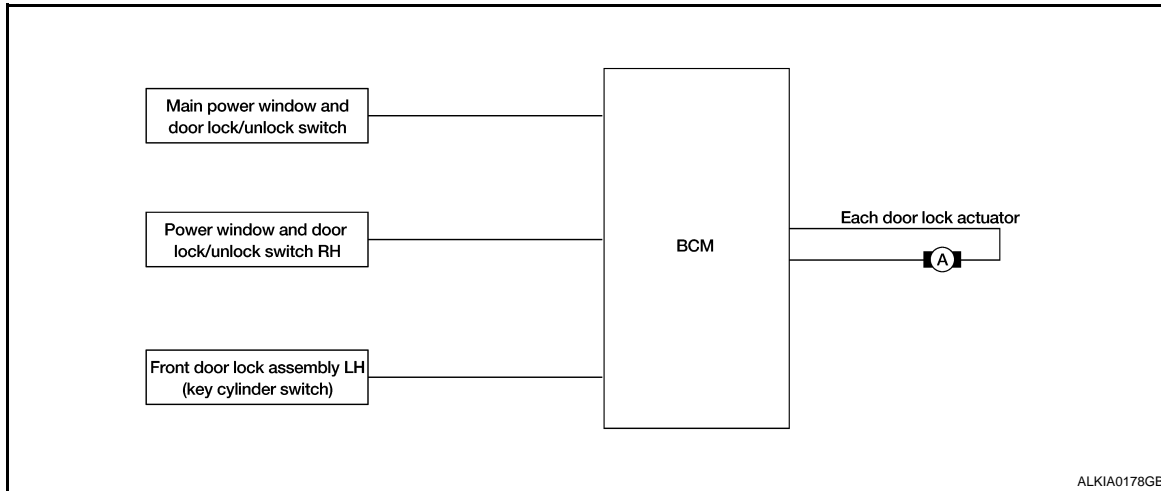 Main power window and
door lock/unlock switch
Power window and door
lock/unlock switch RH
Front door lock assembly LH
(key cylinder switch)
BCM
Each door lock actuator
A
ALKIA0178GB